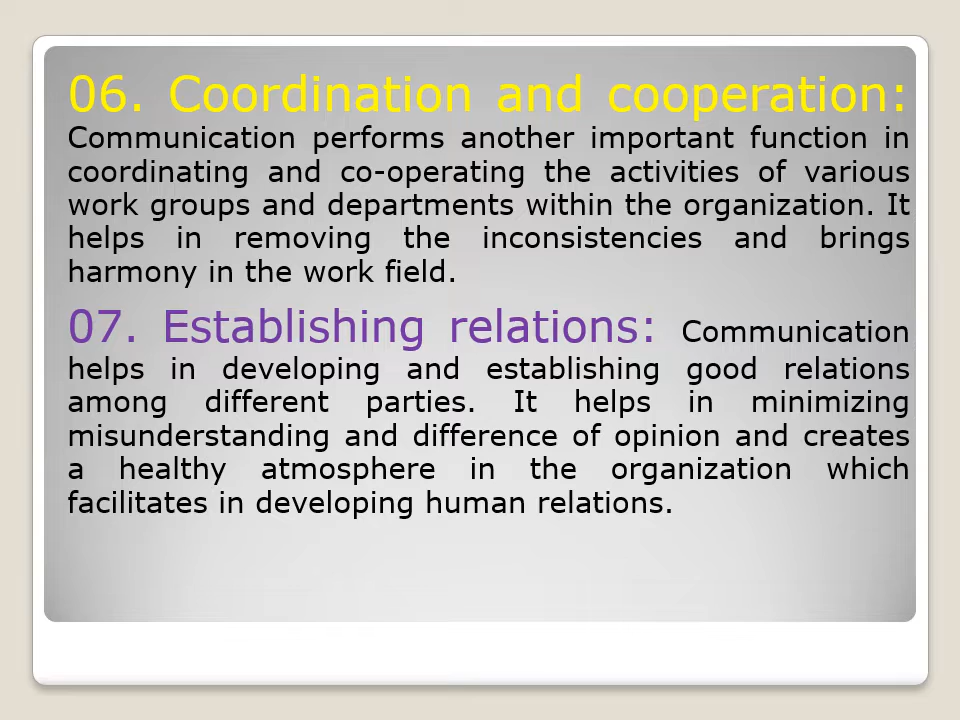 06. Coordination and cooperation:
Communication performs another important function in
coordinating and co-operating the activities of various
work groups and departments within the organization. It
helps in removing the inconsistencies and brings
harmony in the work field.
07. Establishing relations: Communication
helps in developing and establishing good relations
among different parties. It helps in minimizing
misunderstanding and difference of opinion and creates
a healthy atmosphere in the organization which
facilitates in developing human relations.